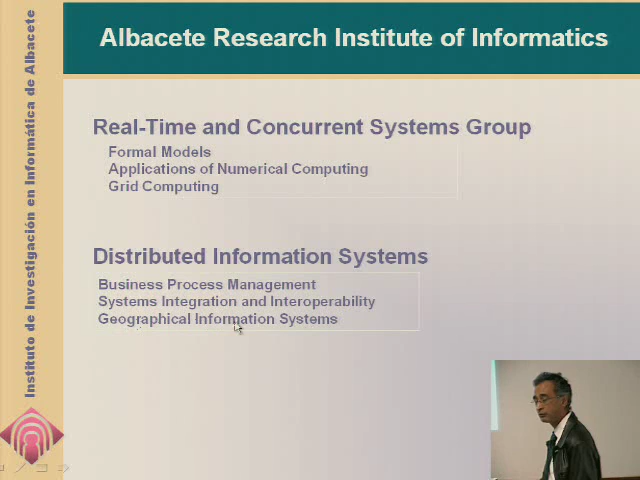 Albacete Research Institute of Informatics
Instituto de Investigación en Informática de Albacete
Real-Time and Concurrent Systems Group
Formal Models
Applications of Numerical Computing
Grid Computing
Distributed Information Systems
Business Process Management
Systems Integration and Interoperability
Geographical Information Systems